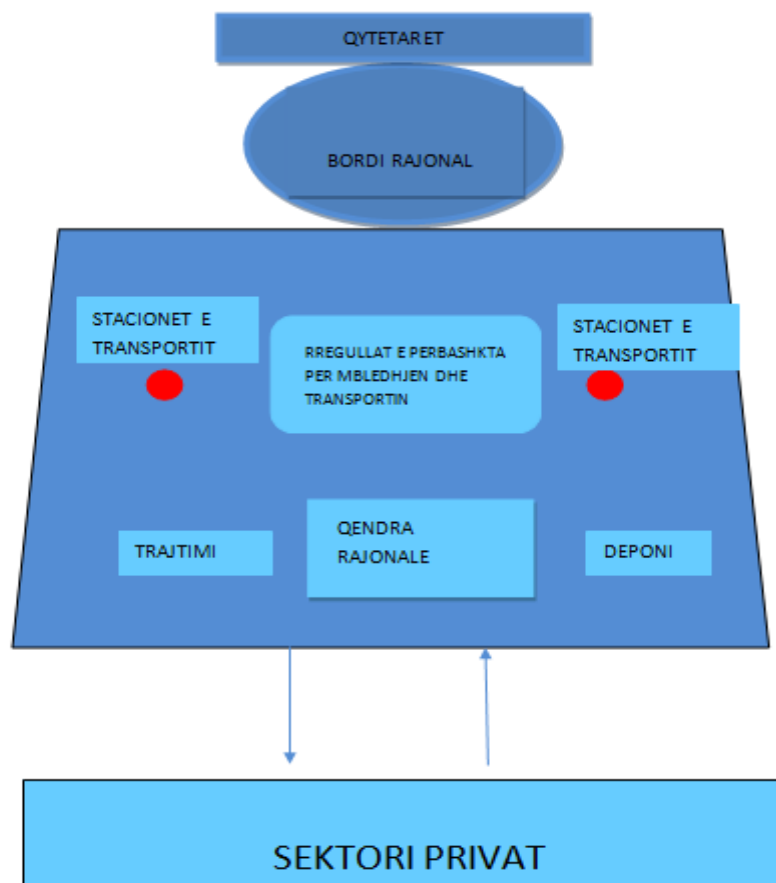 QYTETARET
BORDI RAJONAL
STACIONET E
TRANSPORTIT
RREGULLAT E PERBASHKTA
PER MBLEDHJEN DHE
TRANSPORTIN
STACIONET E
TRANSPORTIT
TRAJTIMI
QENDRA
RAJONALE
DEPONI
SEKTORI PRIVAT